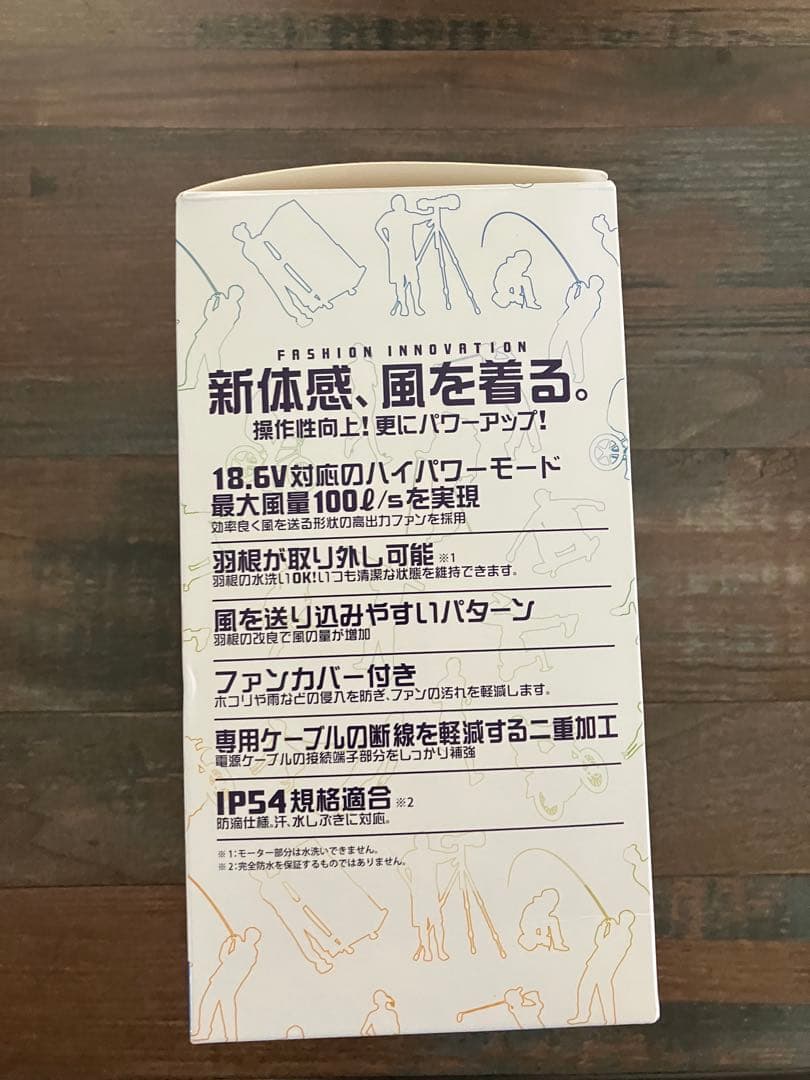 FASHION INNOVATION
新体感、風を着る。
操作性向上！更にパワーアップ！
18.6V対応のハイパワーモード
最大風量100ℓ/sを実現
効率良く風を送る形状の高出力ファンを採用
羽根が取り外し可能※1
羽根の水洗いOK！いつも清潔な状態を維持できます。
風を送り込みやすいパターン
羽根の改良で風の量が増加
ファンカバー付き
ホコリや雨などの侵入を防ぎ、ファンの汚れを軽減します。
専用ケーブルの断線を軽減する二重加工
電源ケーブルの接続端子部分をしっかり補強
IP54規格適合※2
防滴仕様。汗、水しぶきに対応。
※1：モーター部分は水洗いできません。
※2：完全防水を保証するものではありません。